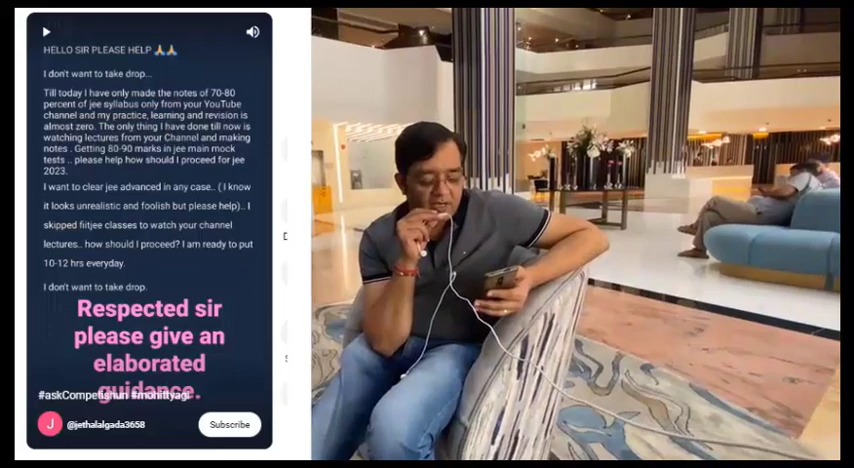 HELLO SIR PLEASE HELP 🙏🙏
I don't want to take drop...
Till today I have only made the notes of 70-80
percent of jee syllabus only from your YouTube
channel and my practice, learning and revision is
almost zero. The only thing I have done till now is
watching lectures from your Channel and making
notes . Getting 80-90 marks in jee main mock
tests .. please help how should I proceed for jee
2023.
I want to clear jee advanced in any case.. ( I know
it looks unrealistic and foolish but please help).. I
skipped fiitjee classes to watch your channel
lectures.. how should I proceed? I am ready to put
10-12 hrs everyday.
I don't want to take drop.
Respected sir
please give an
elaborated
guidance.
#askCompetishun #mohittyagi
J @jethalalgada3658 Subscribe